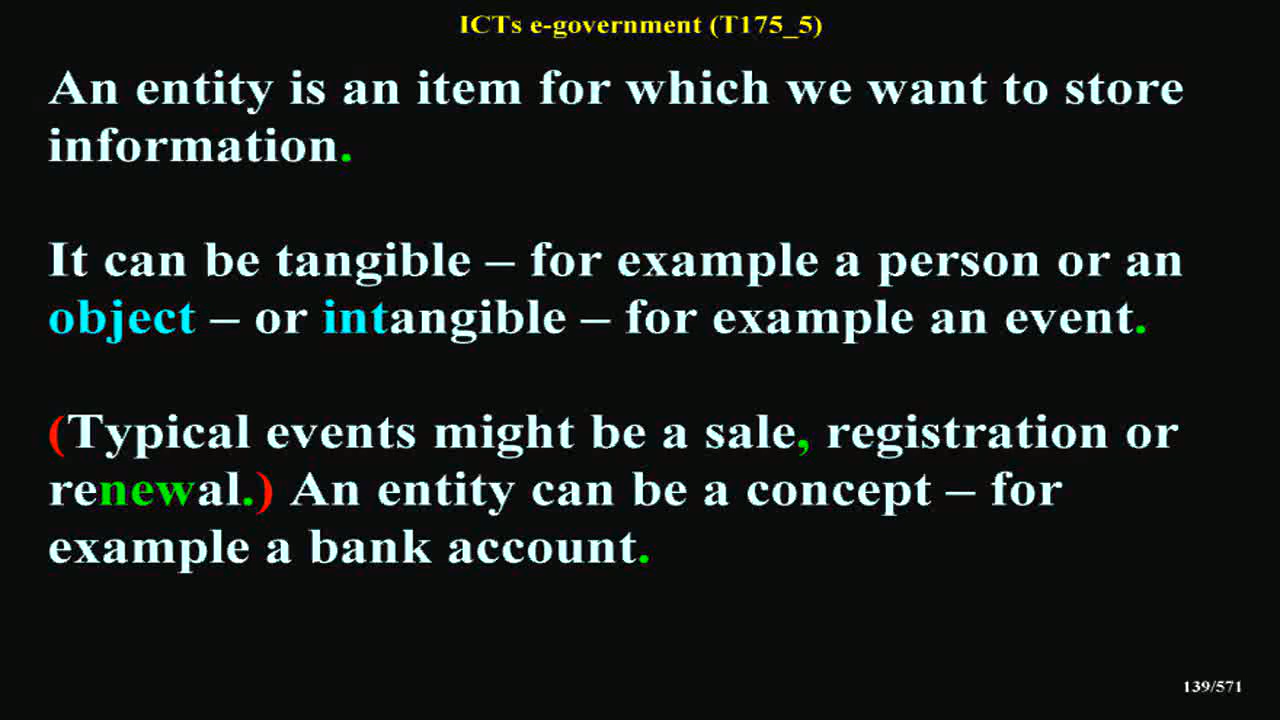 ICTs e-government (T175_5)
An entity is an item for which we want to store
information.
It can be tangible – for example a person or an
object – or intangible – for example an event.
(Typical events might be a sale, registration or
renewal.) An entity can be a concept – for
example a bank account.
139/571